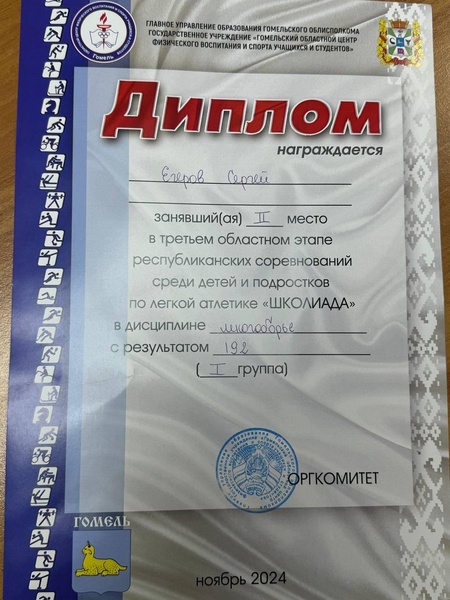 ГЛАВНОЕ УПРАВЛЕНИЕ ОБРАЗОВАНИЯ ГОМЕЛЬСКОГО ОБЛИСПОЛКОМА
ГОСУДАРСТВЕННОЕ УЧРЕЖДЕНИЕ «ГОМЕЛЬСКИЙ ОБЛАСТНОЙ ЦЕНТР
ФИЗИЧЕСКОГО ВОСПИТАНИЯ И СПОРТА УЧАЩИХСЯ И СТУДЕНТОВ»
Гомель
Диплом
награждается
Егеров Сергей
занявший(ая) II место
в третьем областном этапе
республиканских соревнований
среди детей и подростков
по легкой атлетике «ШКОЛИАДА»
в дисциплине многоборье
с результатом 192
( I группа)
ОРГКОМИТЕТ
ГОМЕЛЬ
ноябрь 2024